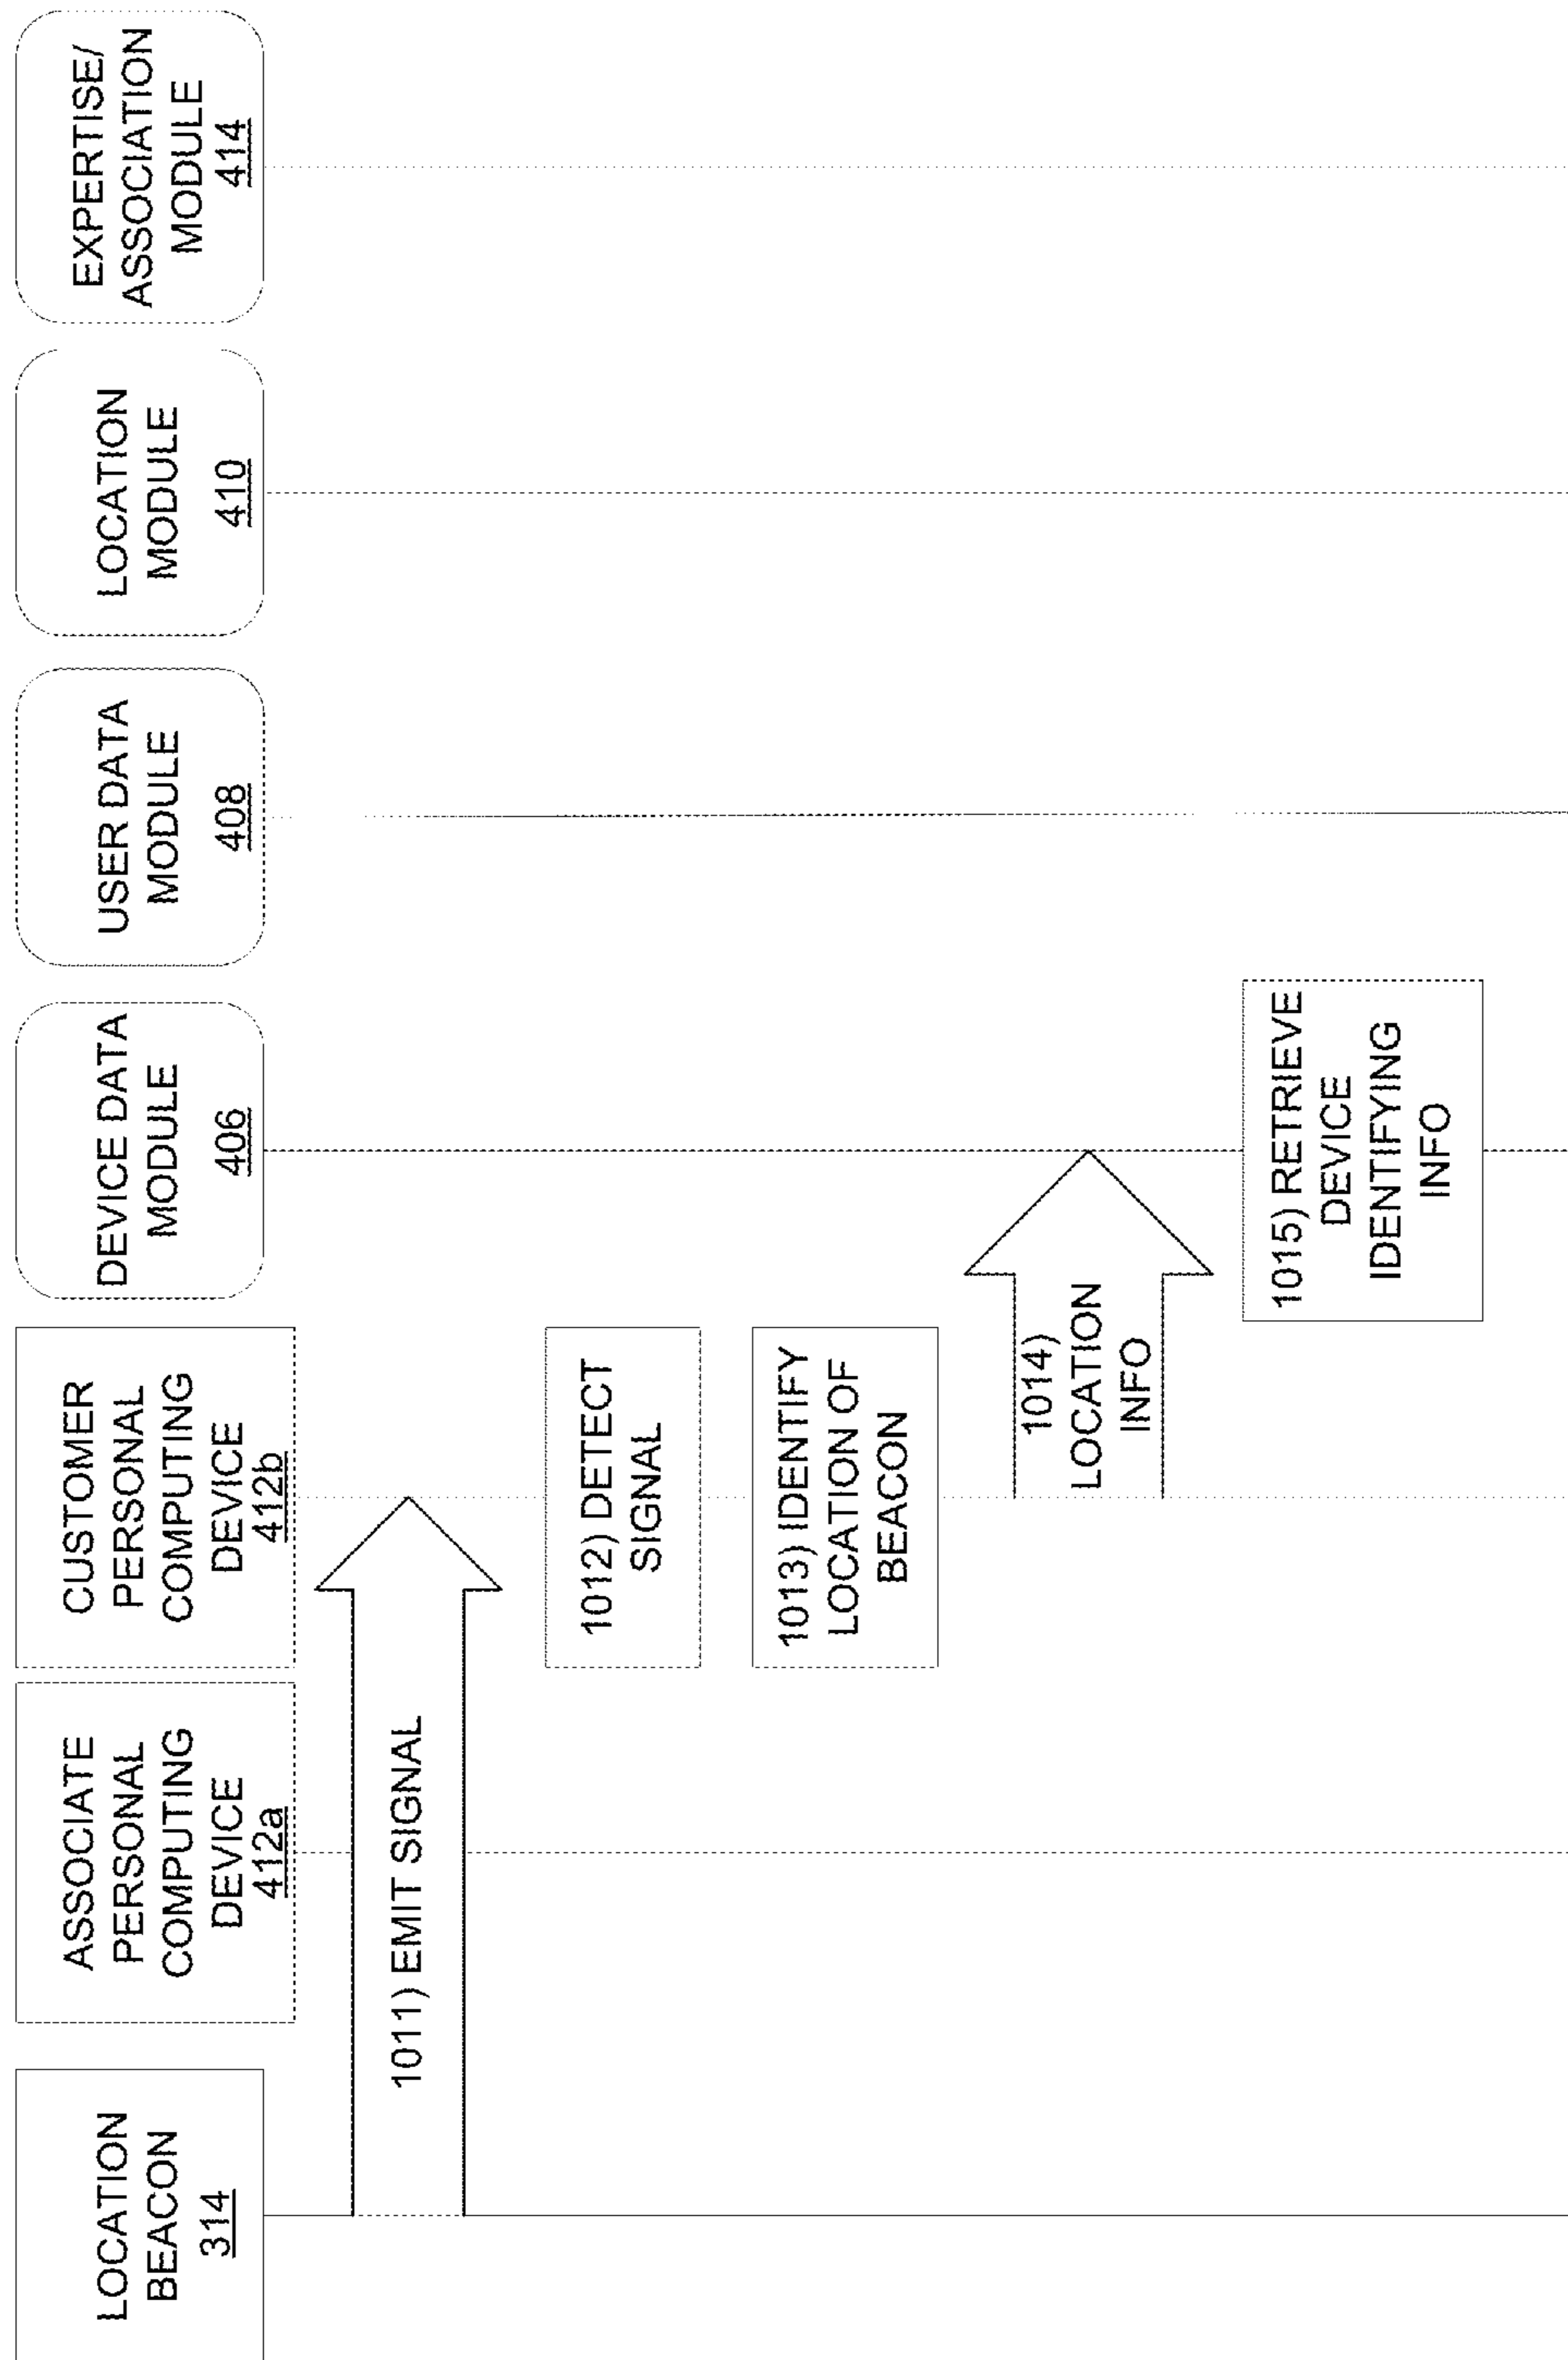 LOCATION
BEACON
314
ASSOCIATE
PERSONAL
COMPUTING
DEVICE
412a
CUSTOMER
PERSONAL
COMPUTING
DEVICE
412b
DEVICE DATA
MODULE
406
USER DATA
MODULE
408
LOCATION
MODULE
410
EXPERTISE/
ASSOCIATION
MODULE
414
1011) EMIT SIGNAL
1012) DETECT
SIGNAL
1013) IDENTIFY
LOCATION OF
BEACON
1014)
LOCATION
INFO
1015) RETRIEVE
DEVICE
IDENTIFYING
INFO